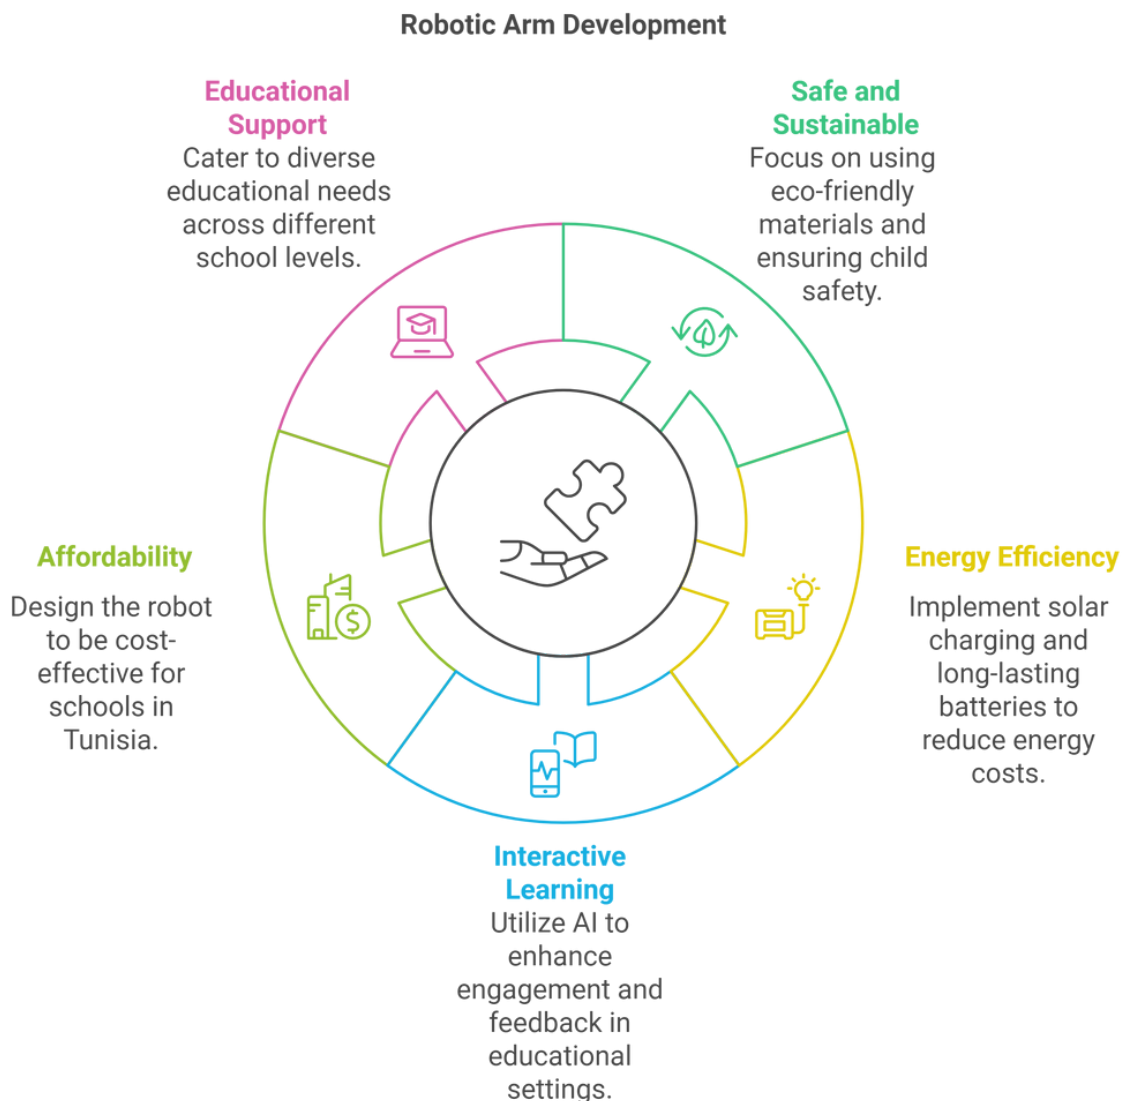 Robotic Arm Development
Educational
Support
Cater to diverse
educational needs
across different
school levels.
Safe and
Sustainable
Focus on using
eco-friendly
materials and
ensuring child
safety.
Affordability
Design the robot
to be cost-
effective for
schools in
Tunisia.
$
Energy Efficiency
Implement solar
charging and
long-lasting
batteries to
reduce energy
costs.
Interactive
Learning
Utilize AI to
enhance
engagement and
feedback in
educational
settings.